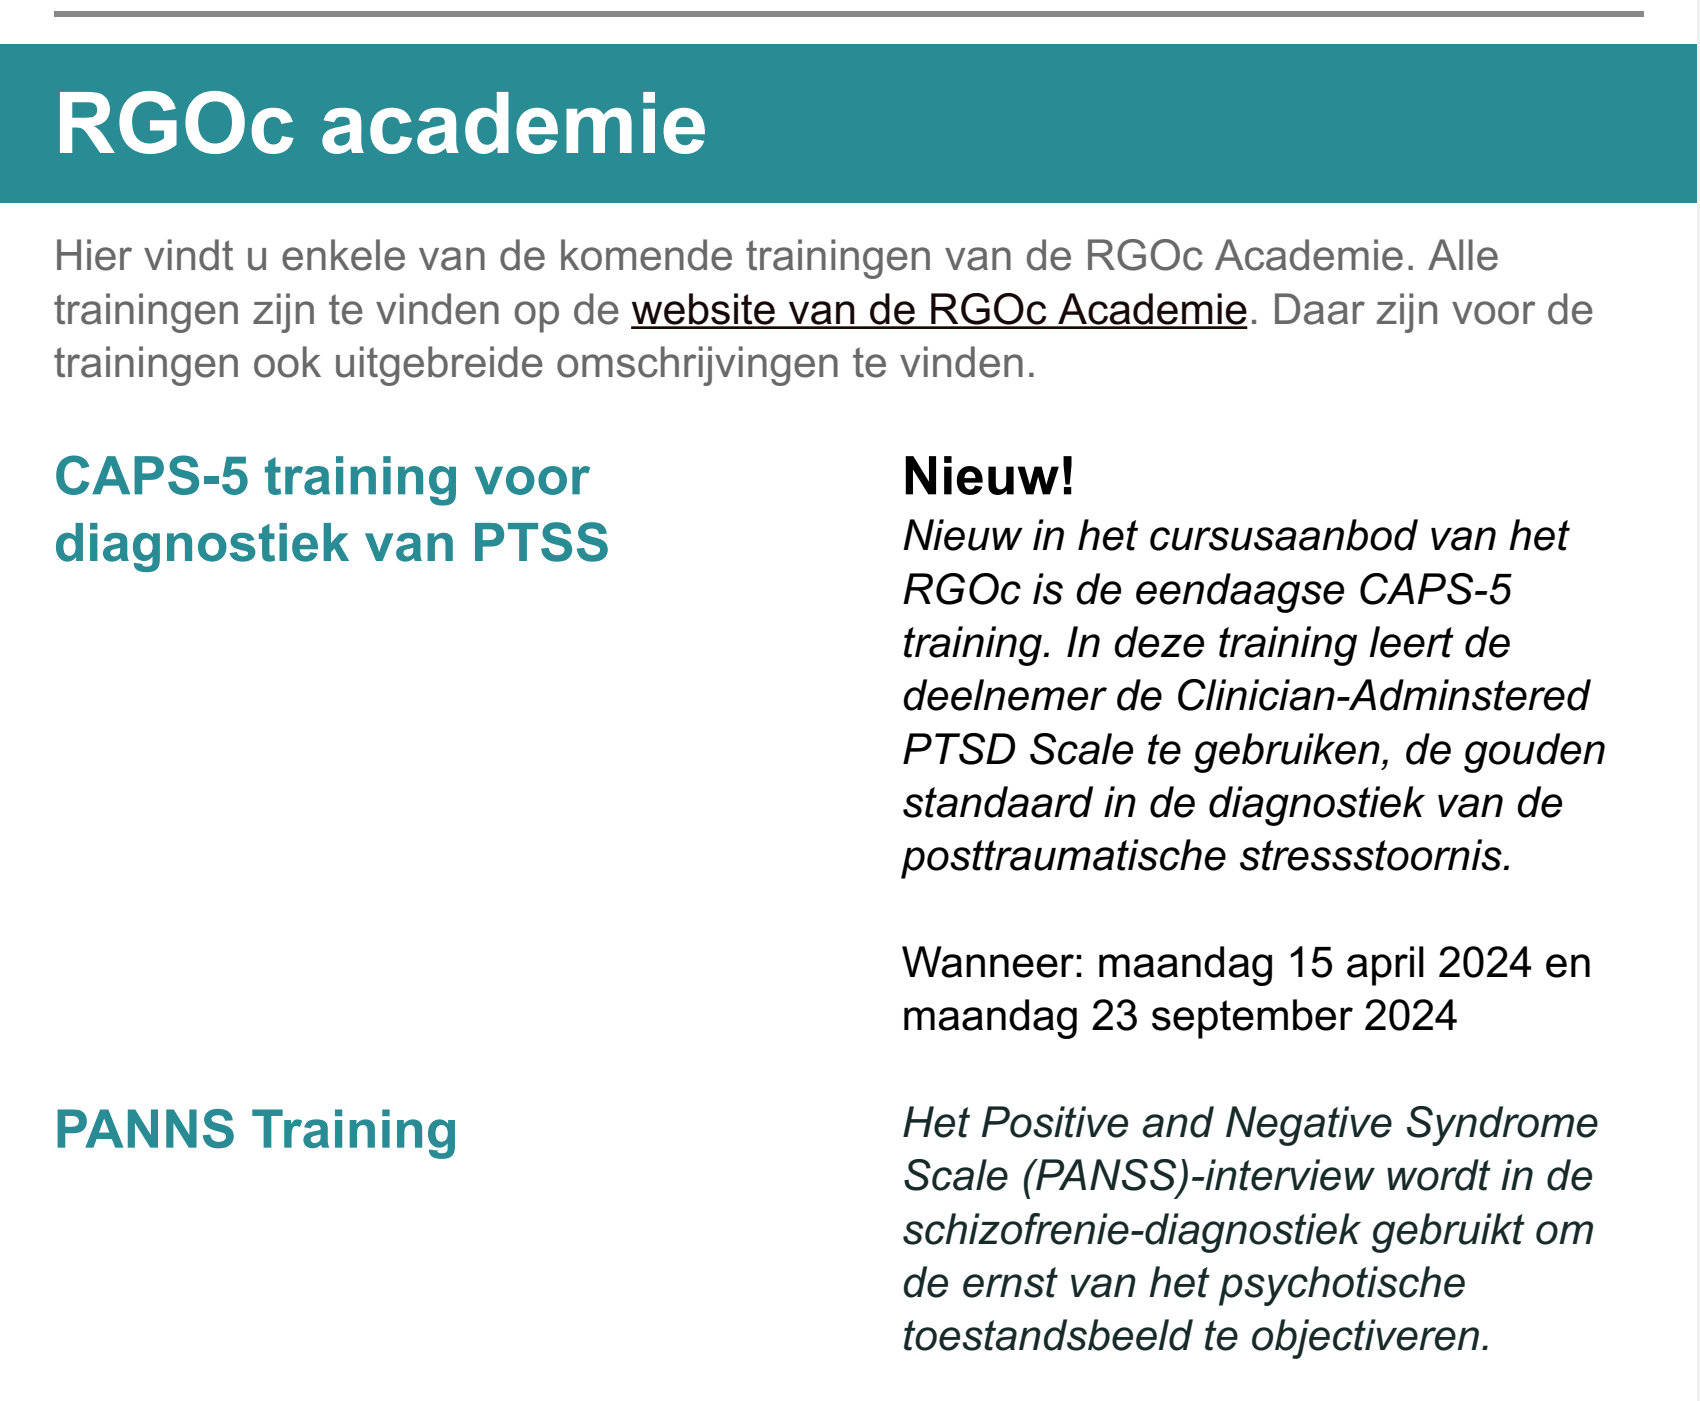 RGOc academie
Hier vindt u enkele van de komende trainingen van de RGOc Academie. Alle
trainingen zijn te vinden op de website van de RGOc Academie. Daar zijn voor de
trainingen ook uitgebreide omschrijvingen te vinden.
CAPS-5 training voor
diagnostiek van PTSS
Nieuw!
Nieuw in het cursusaanbod van het
RGOc is de eendaagse CAPS-5
training. In deze training leert de
deelnemer de Clinician-Adminstered
PTSD Scale te gebruiken, de gouden
standaard in de diagnostiek van de
posttraumatische stressstoornis.
Wanneer: maandag 15 april 2024 en
maandag 23 september 2024
PANNS Training
Het Positive and Negative Syndrome
Scale (PANSS)-interview wordt in de
schizofrenie-diagnostiek gebruikt om
de ernst van het psychotische
toestandsbeeld te objectiveren.